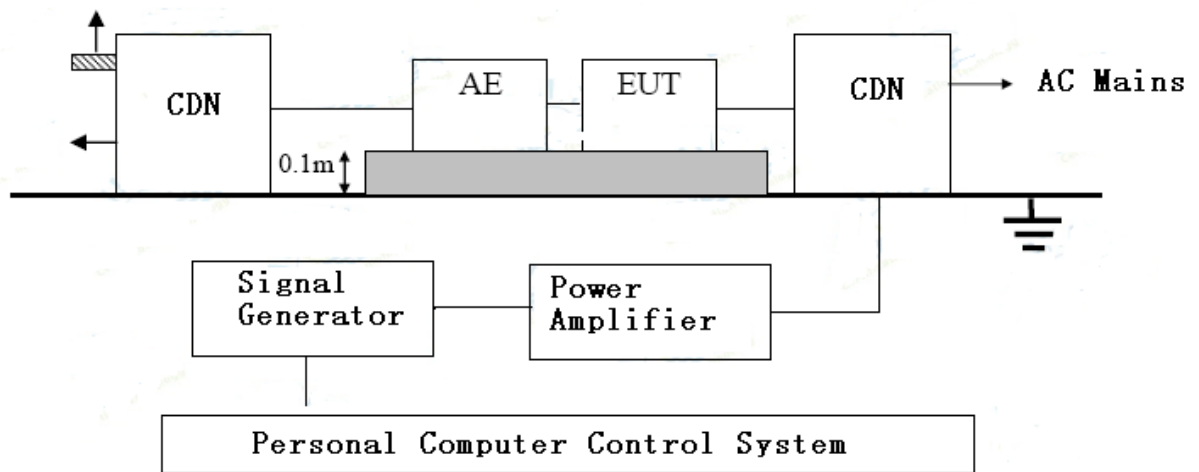 CDN
AE
EUT
CDN
AC Mains
0.1m
Signal
Generator
Power
Amplifier
Personal Computer Control System